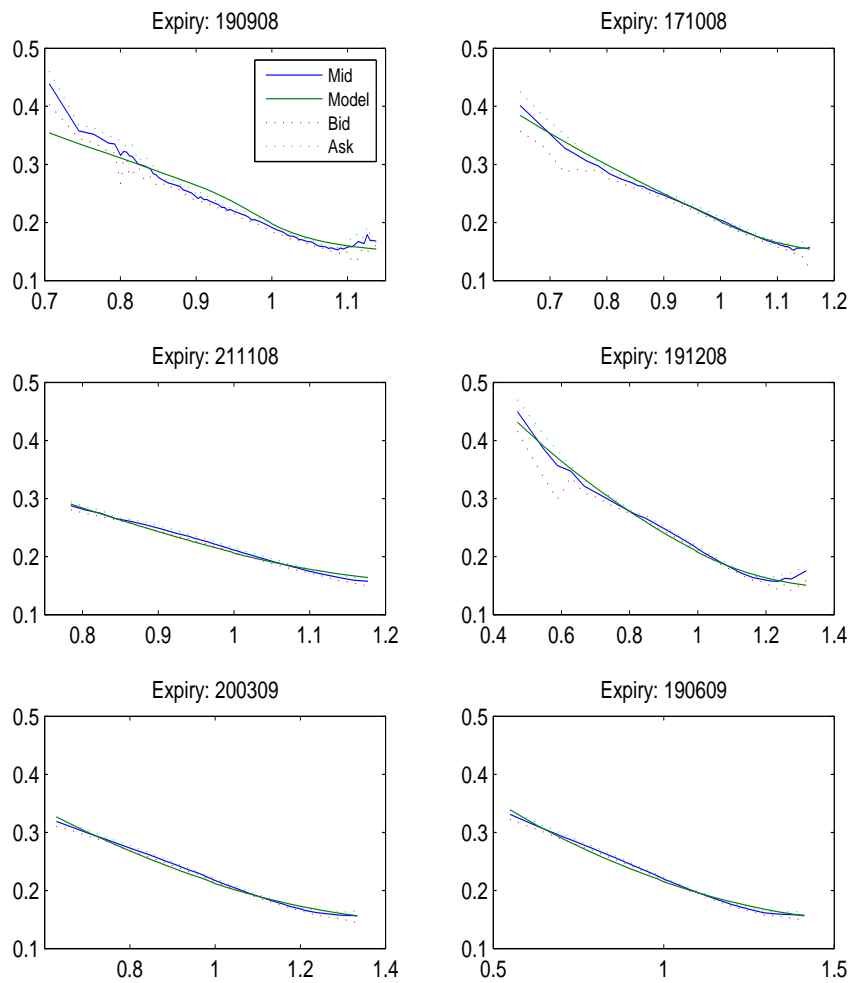 Expiry: 190908
0.5
0.4
0.3
0.2
0.1
0.7 0.8 0.9 1 1.1
Mid
Model
Bid
Ask
Expiry: 171008
0.5
0.4
0.3
0.2
0.1
0.7 0.8 0.9 1 1.1 1.2
Expiry: 211108
0.5
0.4
0.3
0.2
0.1
0.8 0.9 1 1.1 1.2
Expiry: 191208
0.5
0.4
0.3
0.2
0.1
0.4 0.6 0.8 1 1.2 1.4
Expiry: 200309
0.5
0.4
0.3
0.2
0.1
0.8 1 1.2 1.4
Expiry: 190609
0.5
0.4
0.3
0.2
0.1
0.5 1 1.5